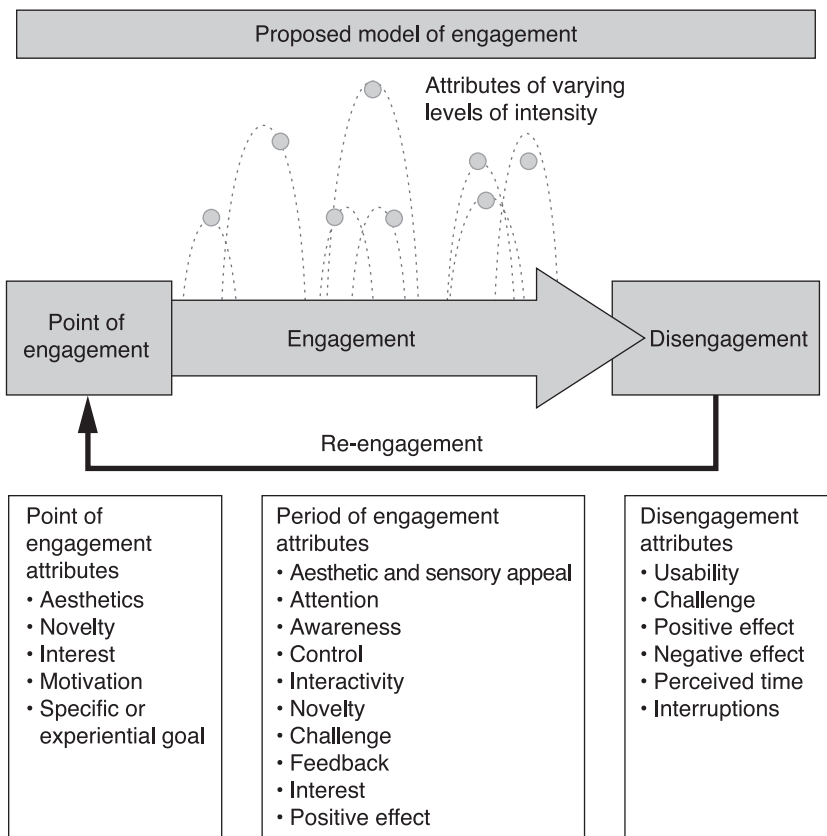 Proposed model of engagement
Attributes of varying
levels of intensity
Point of
engagement
Engagement
Disengagement
Re-engagement
Point of
engagement
attributes
• Aesthetics
• Novelty
• Interest
• Motivation
• Specific or
experiential goal
Period of engagement
attributes
• Aesthetic and sensory appeal
• Attention
• Awareness
• Control
• Interactivity
• Novelty
• Challenge
• Feedback
• Interest
• Positive effect
Disengagement
attributes
• Usability
• Challenge
• Positive effect
• Negative effect
• Perceived time
• Interruptions